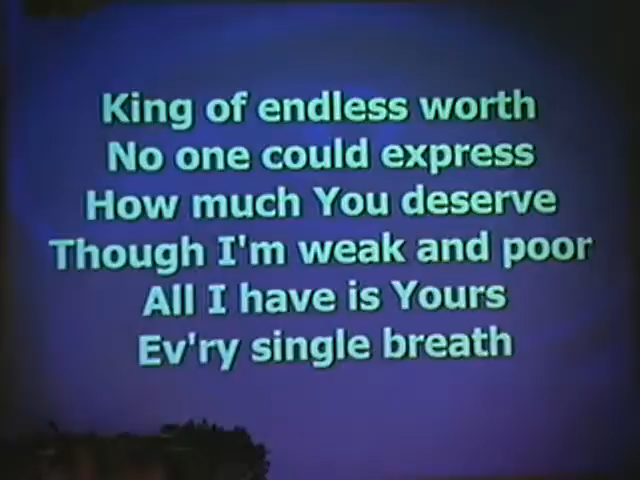 King of endless worth
No one could express
How much You deserve
Though I'm weak and poor
All I have is Yours
Ev'ry single breath